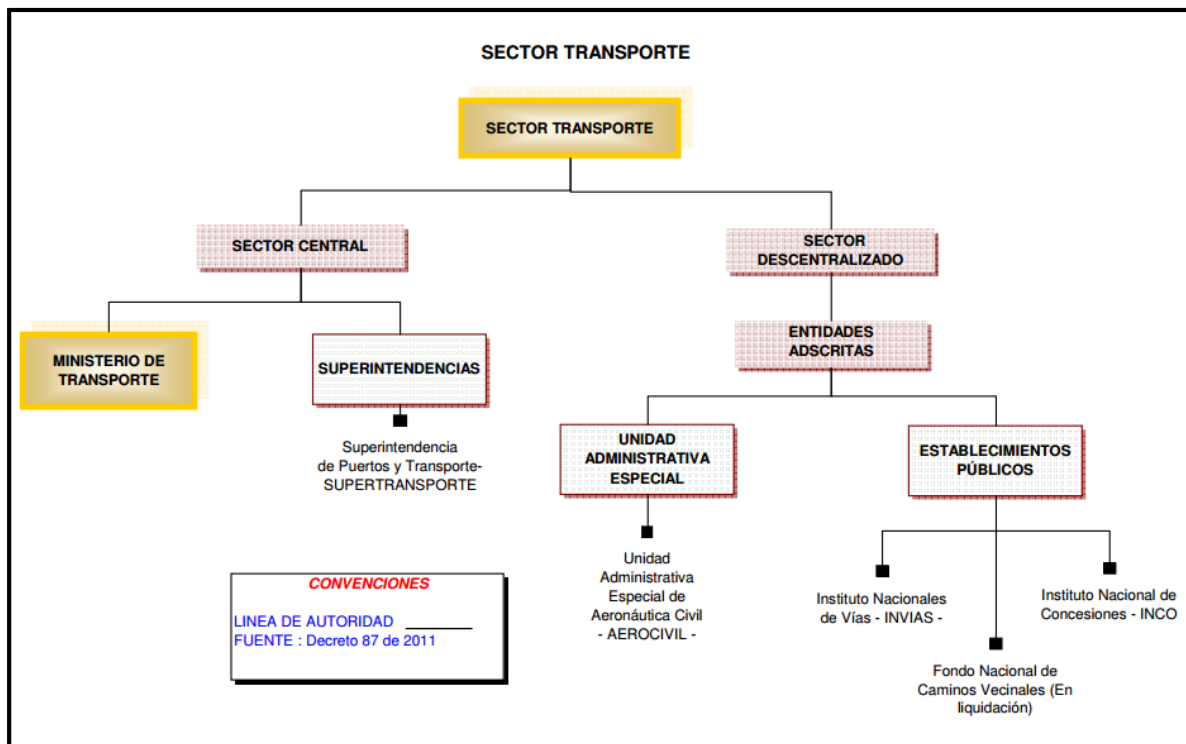 SECTOR TRANSPORTE
SECTOR TRANSPORTE
SECTOR CENTRAL
SECTOR
DESCENTRALIZADO
MINISTERIO DE
TRANSPORTE
SUPERINTENDENCIAS
ENTIDADES
ADSCRITAS
Superintendencia
de Puertos y Transporte-
SUPERTRANSPORTE
UNIDAD
ADMINISTRATIVA
ESPECIAL
ESTABLECIMIENTOS
PÚBLICOS
Unidad
Administrativa
Especial de
Aeronáutica Civil
- AEROCIVIL -
Instituto Nacionales
de Vías - INVIAS -
Instituto Nacional de
Concesiones - INCO
Fondo Nacional de
Caminos Vecinales (En
liquidación)
CONVENCIONES
LINEA DE AUTORIDAD ________
FUENTE : Decreto 87 de 2011